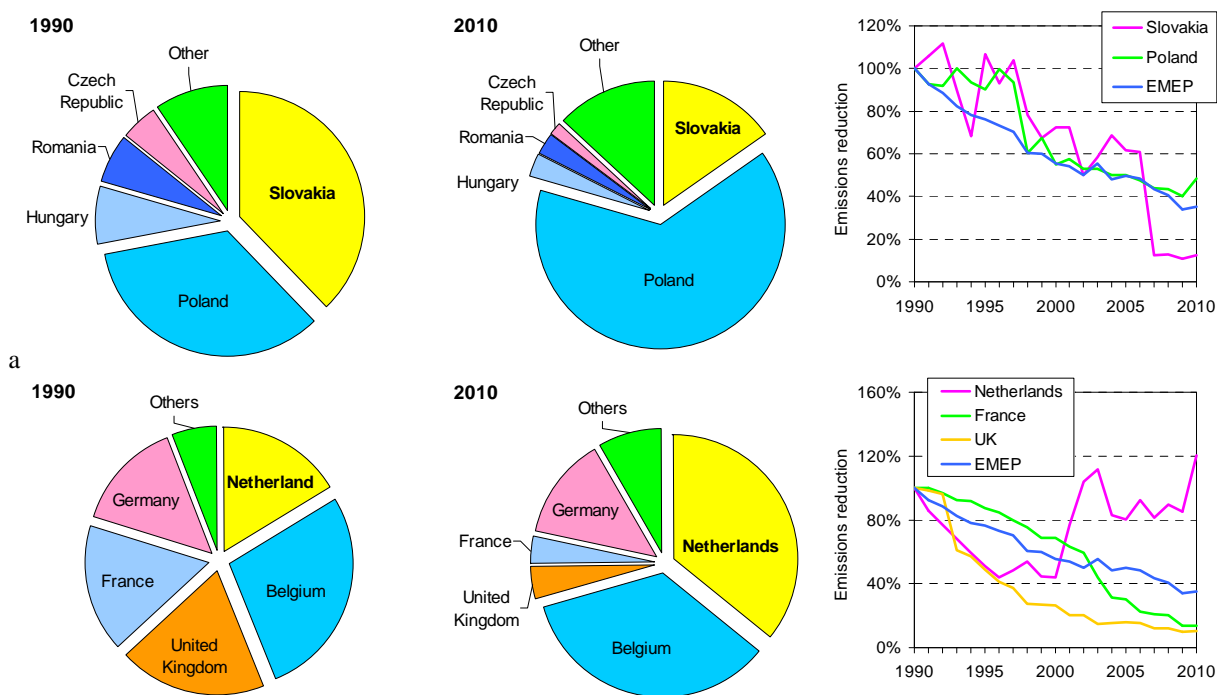 1990
Other
Czech
Republic
Romania
Hungary
Slovakia
Poland
2010
Other
Czech
Republic
Romania
Hungary
Slovakia
Poland
Emissions reduction
120%
100%
80%
60%
40%
20%
0%
1990 1995 2000 2005 2010
Slovakia
Poland
EMEP
a
1990
Others
Netherland
Germany
France
Belgium
United
Kingdom
2010
Others
Germany
France
United
Kingdom
Netherlands
Belgium
Emissions reduction
160%
120%
80%
40%
0%
1990 1995 2000 2005 2010
Netherlands
France
UK
EMEP